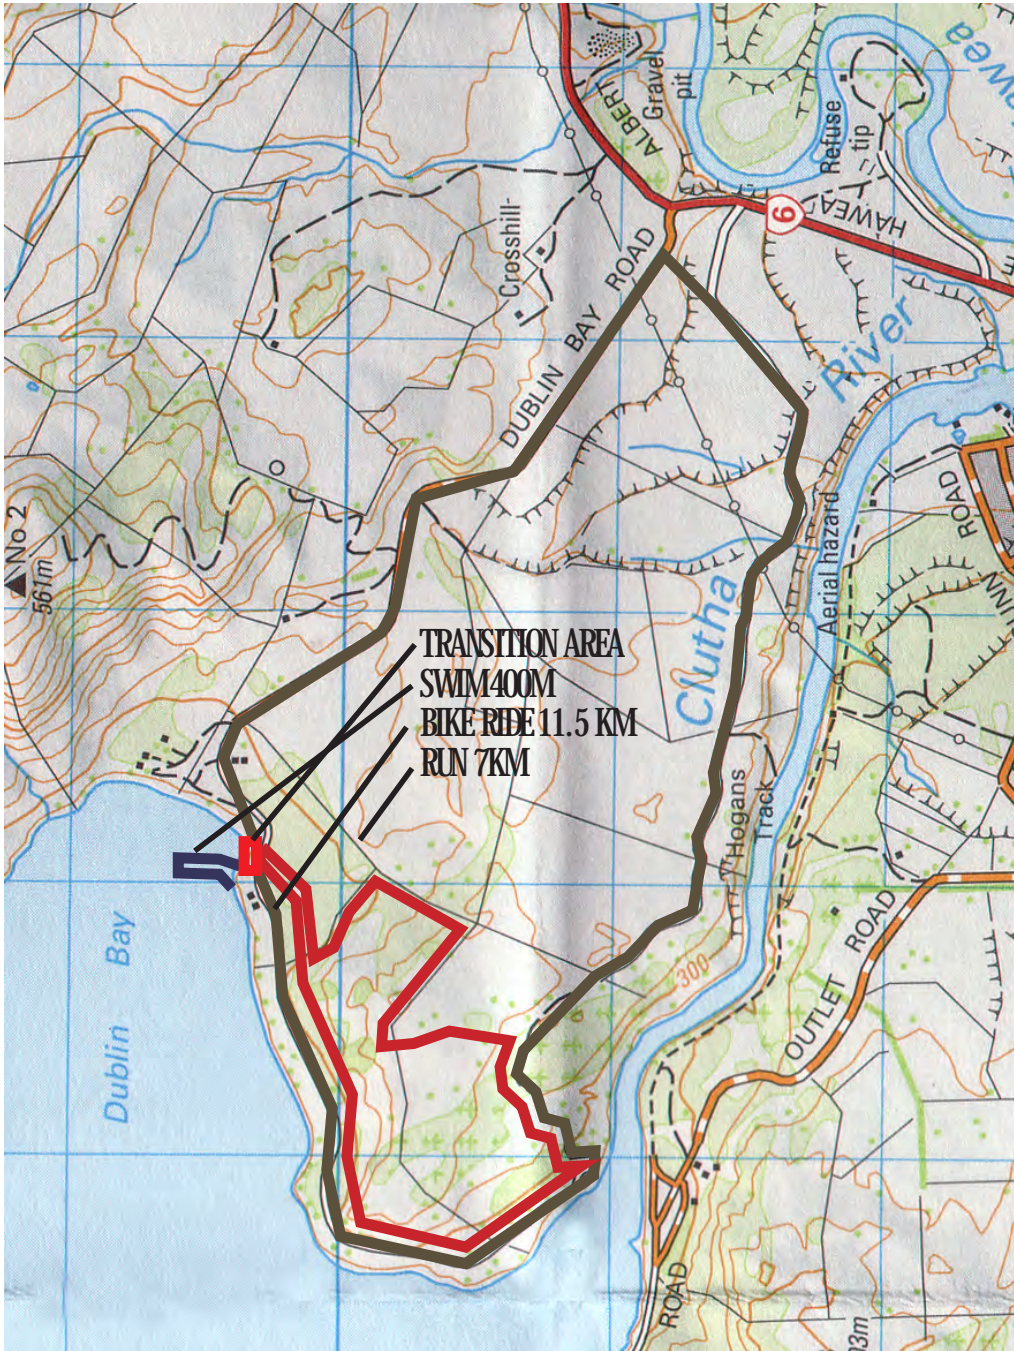 Gravel
pit
ALBERT
Refuse
tip
HAWEA
6
Crosshill
DUBLIN BAY ROAD
River
No 2
561m
Aerial hazard
ROAD
TRANSITION AREA
SWIM 400M
BIKE RIDE 11.5 KM
RUN 7KM
Clutha
Hogans
Track
Dublin Bay
300
OUTLET ROAD
ROAD